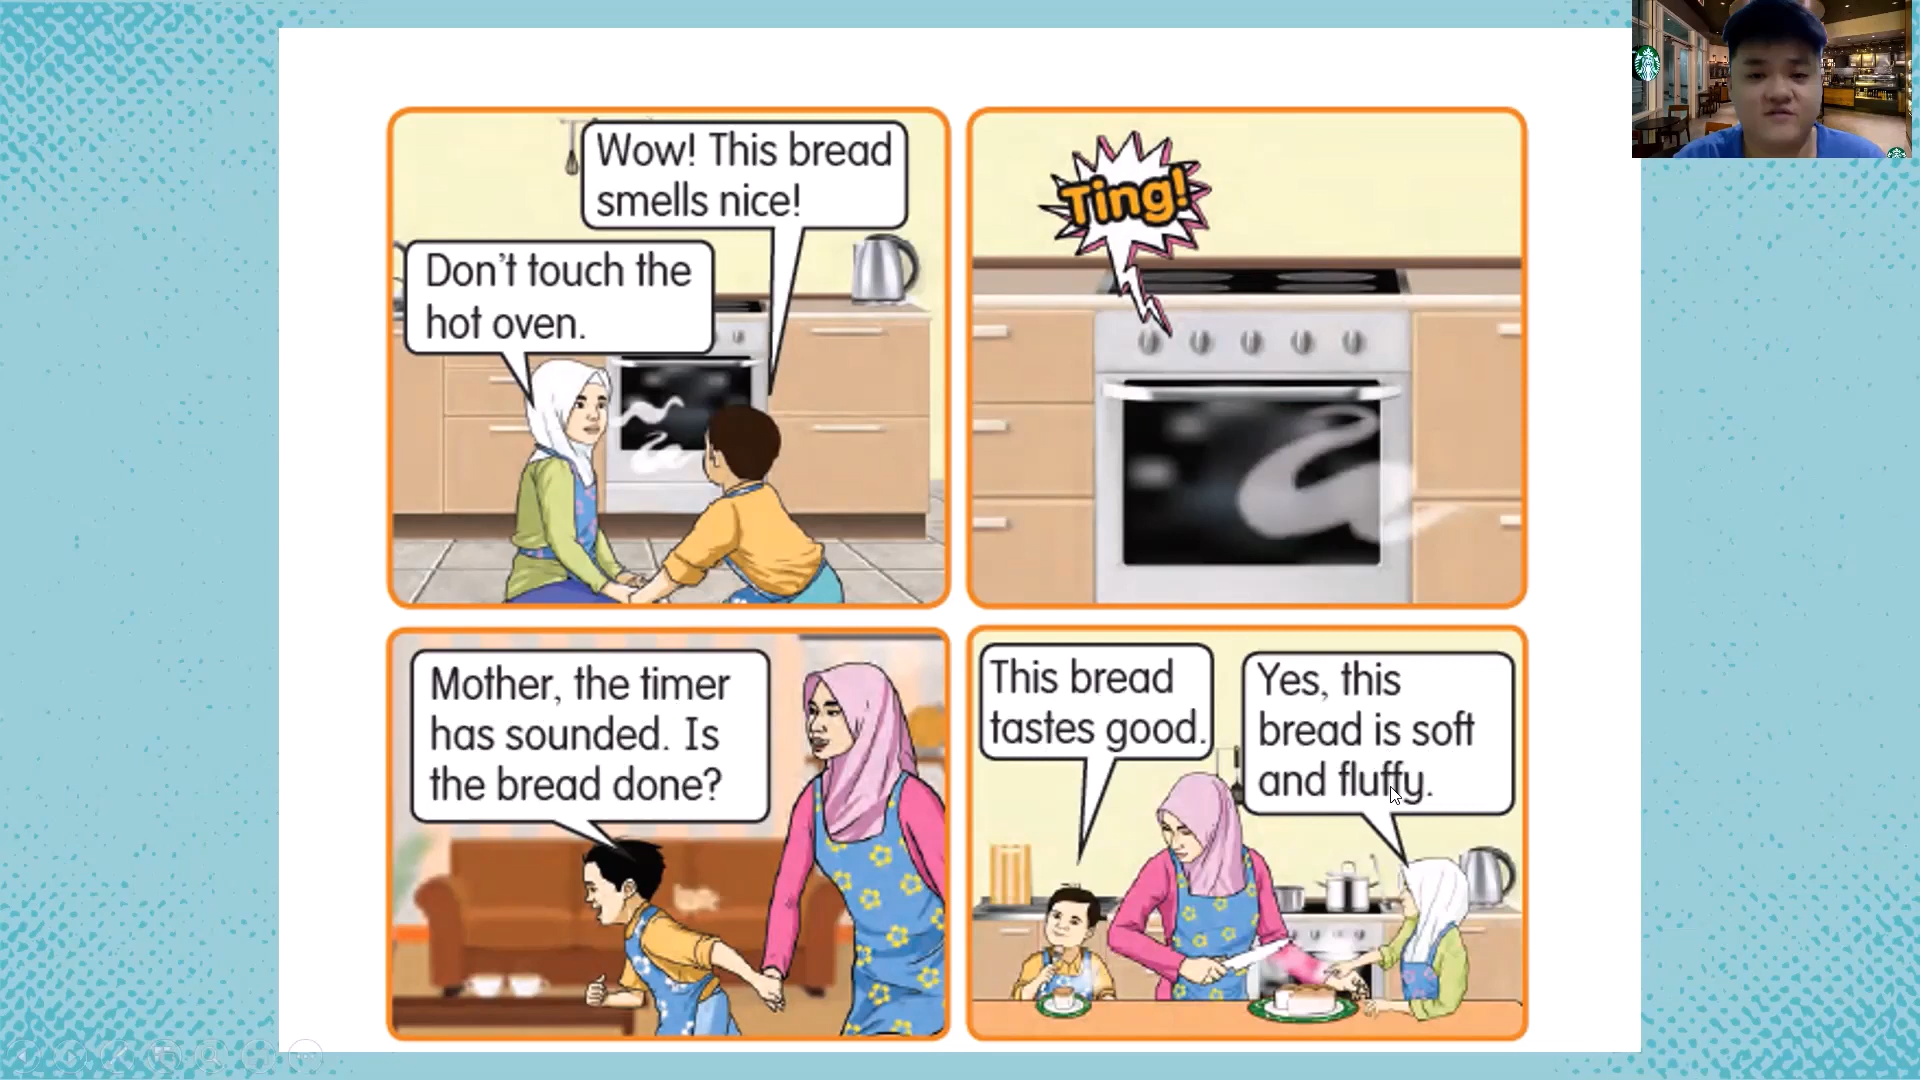 Wow! This bread
smells nice!
Don't touch the
hot oven.
Ting!
Mother, the timer
has sounded. Is
the bread done?
This bread
tastes good.
Yes, this
bread is soft
and fluffy.